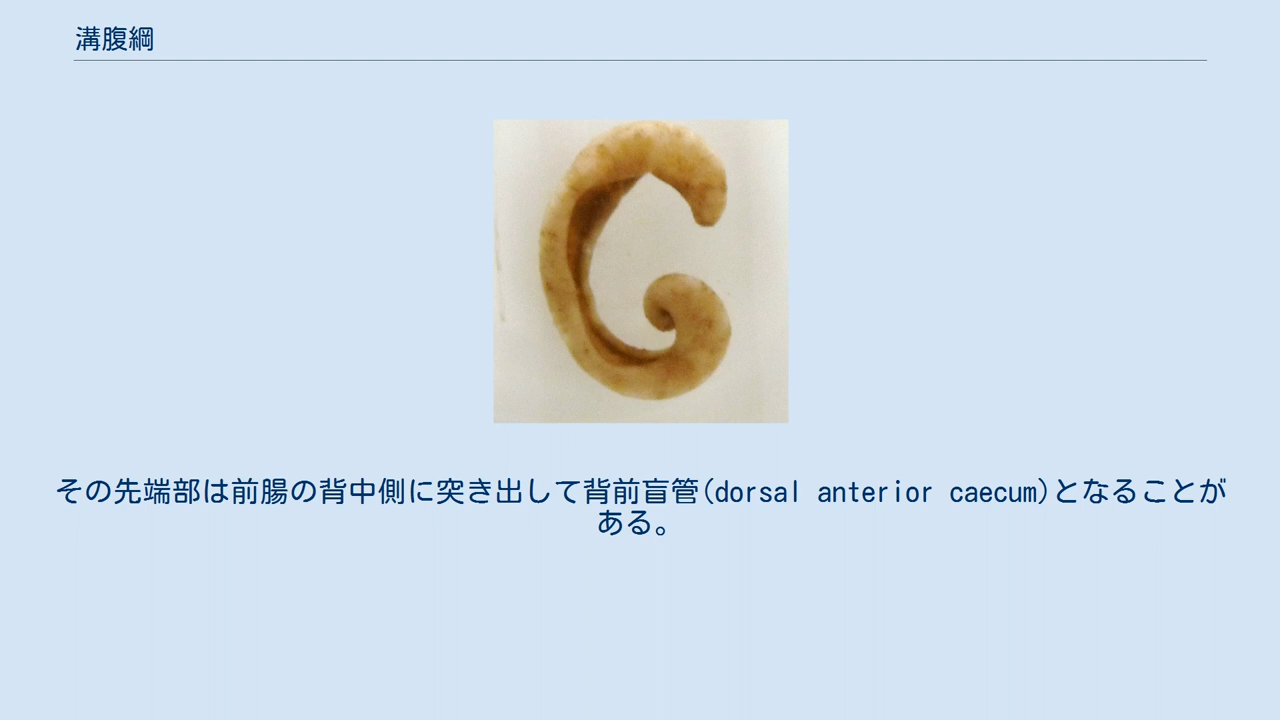 溝腹綱
その先端部は前腸の背中側に突き出して背前盲管(dorsal anterior caecum)となることが
ある。